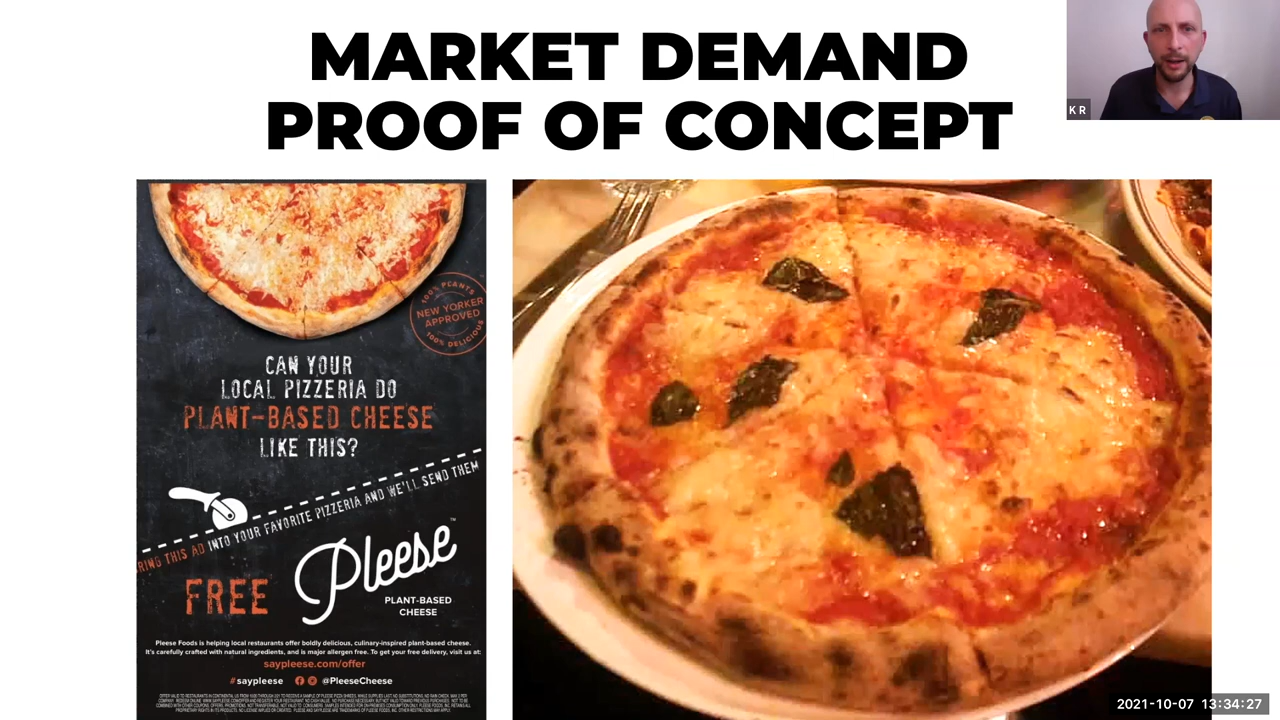 MARKET DEMAND
PROOF OF CONCEPT
K R
100% PLANTS
NEW YORKER
APPROVED
100% DELICIOUS
CAN YOUR
LOCAL PIZZERIA DO
PLANT-BASED CHEESE
LIKE THIS?
RING THIS AD INTO YOUR FAVORITE PIZZERIA AND WE'LL SEND THEM
FREE
Pleese™
PLANT-BASED
CHEESE
Pleese Foods is helping local restaurants offer boldly delicious, culinary-inspired plant-based cheese.
It's carefully crafted with natural ingredients, and is major allergen free. To get your free delivery, visit us at:
saypleese.com/offer
#saypleese @PleeseCheese
2021-10-07 13:34:27